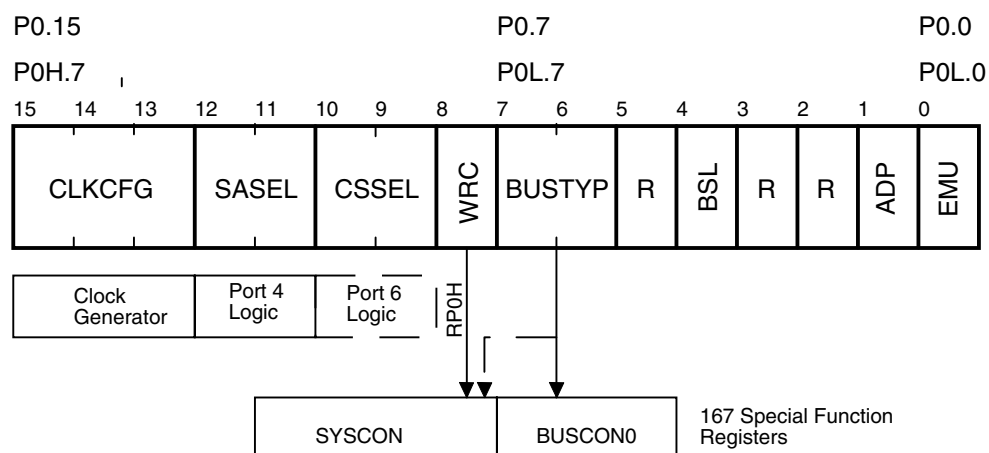 P0.15 P0.7 P0.0
P0H.7 P0L.7 P0L.0
15 14 13 12 11 10 9 8 7 6 5 4 3 2 1 0
CLKCFG SASEL CSSEL WRC BUSTYP R BSL R R ADP EMU
Clock
Generator
Port 4
Logic
Port 6
Logic
RP0H
SYSCON BUSCON0
167 Special Function
Registers